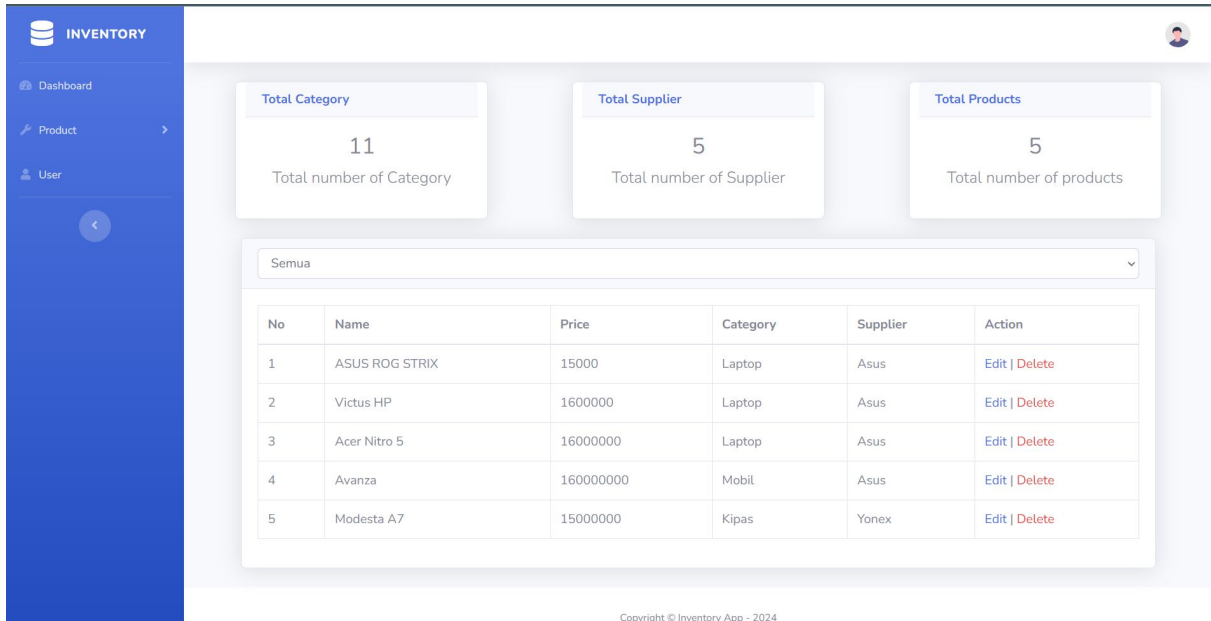 INVENTORY
Dashboard
Product
User
Total Category
11
Total number of Category
Total Supplier
5
Total number of Supplier
Total Products
5
Total number of products
Semua
No Name Price Category Supplier Action
1 ASUS ROG STRIX 15000 Laptop Asus Edit | Delete
2 Victus HP 1600000 Laptop Asus Edit | Delete
3 Acer Nitro 5 16000000 Laptop Asus Edit | Delete
4 Avanza 160000000 Mobil Asus Edit | Delete
5 Modesta A7 15000000 Kipas Yonex Edit | Delete
Copyright © Inventory App - 2024